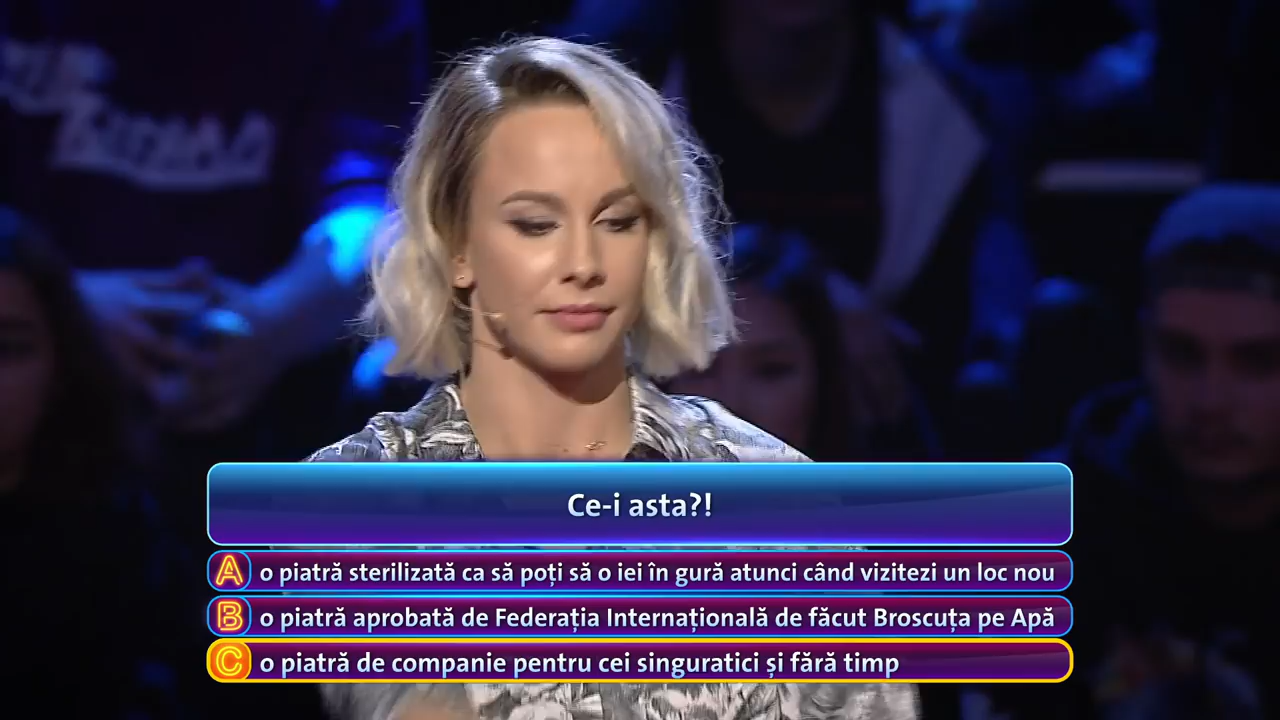 Ce-i asta?!
A o piatră sterilizată ca să poți să o iei în gură atunci când vizitezi un loc nou
B o piatră aprobată de Federația Internațională de făcut Broscuța pe Apă
C o piatră de companie pentru cei singuratici și fără timp